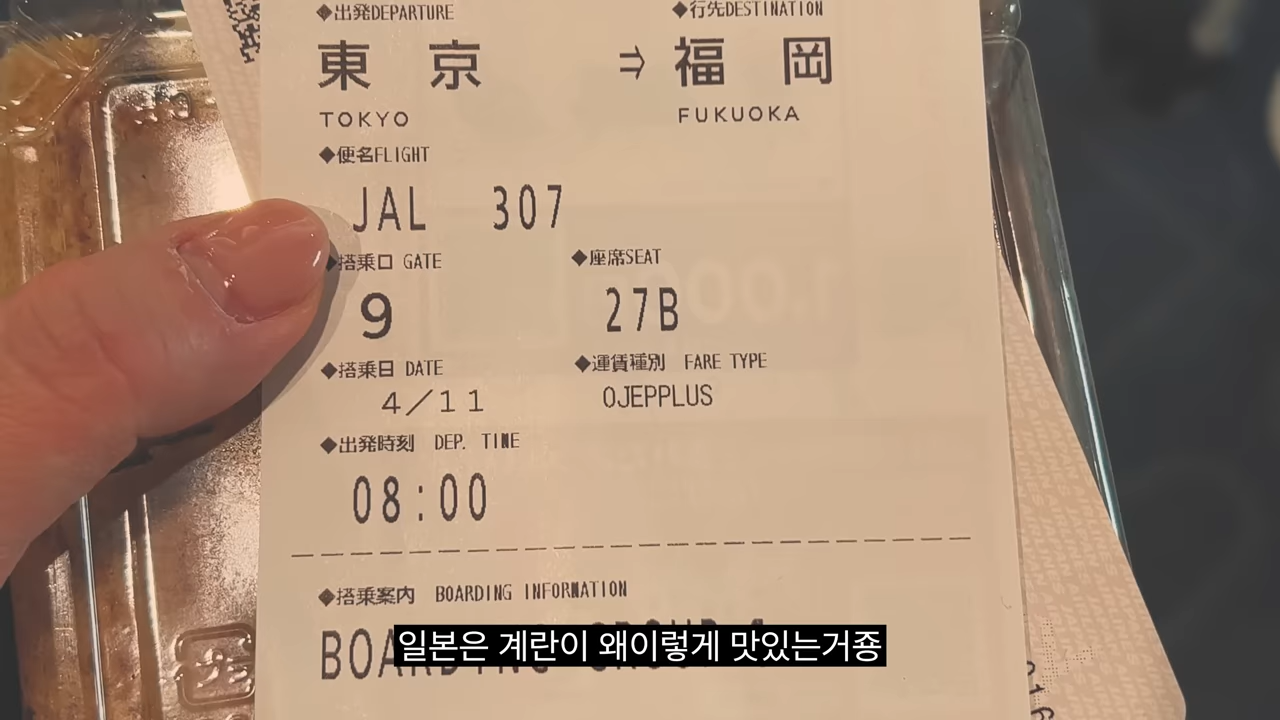 ◆出発DEPARTURE ◆行先DESTINATION
東京 ⇒ 福岡
TOKYO FUKUOKA
◆便名FLIGHT
JAL 307
◆搭乗口 GATE ◆座席SEAT
9 27B
◆搭乗日 DATE ◆運賃種別 FARE TYPE
4/11 OJEPPLUS
◆出発時刻 DEP. TIME
08:00
◆搭乗案内 BOARDING INFORMATION
BOARDING GROUP
일본은 계란이 왜이렇게 맛있는거죵